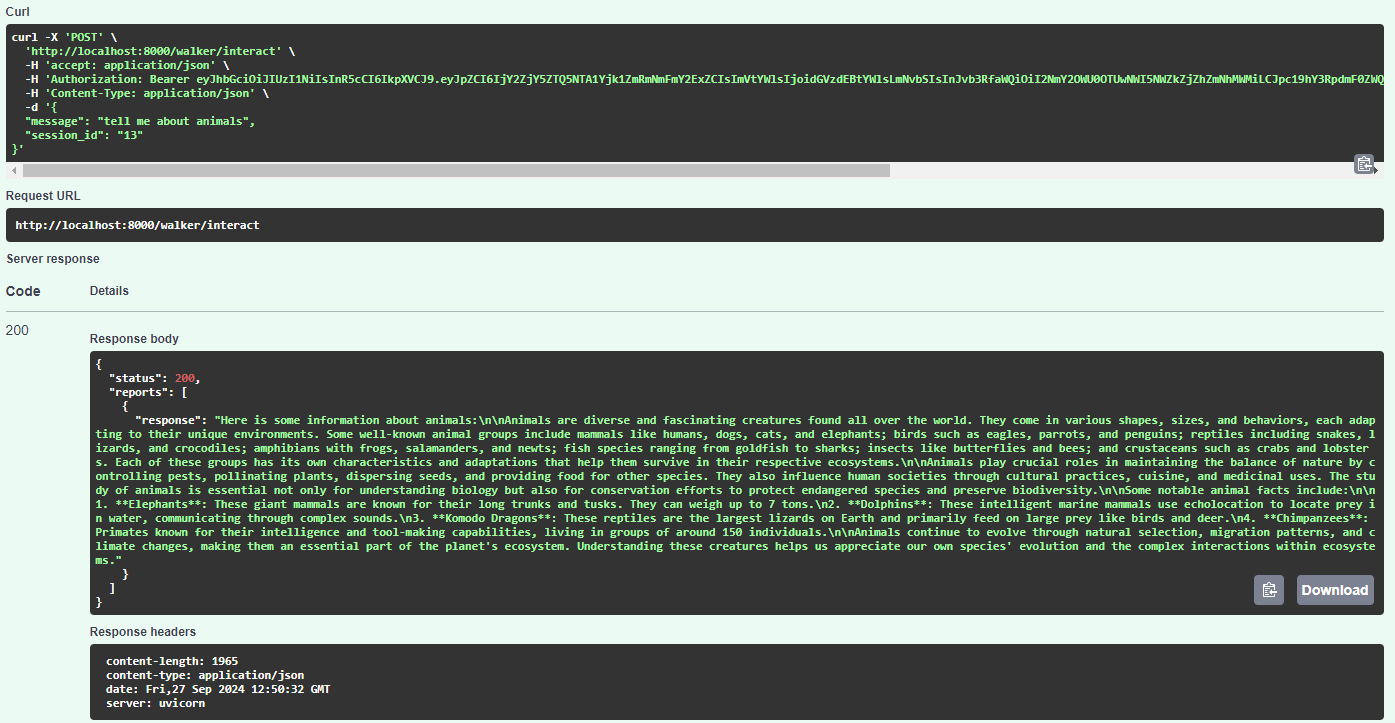 Curl
curl -X 'POST' \
'http://localhost:8000/walker/interact' \
-H 'accept: application/json' \
-H 'Authorization: Bearer
-H 'Content-Type: application/json' \
-d '{
"message": "tell me about animals",
"session_id": "13"
}'
Request URL
http://localhost:8000/walker/interact
Server response
Code Details
200
Response body
{
"status": 200,
"reports": [
{
"response": "Here is some information about animals:\n\nAnimals are diverse and fascinating creatures found all over the world. They come in various shapes, sizes, and behaviors, each adap
ting to their unique environments. Some well-known animal groups include mammals like humans, dogs, cats, and elephants; birds such as eagles, parrots, and penguins; reptiles including snakes, l
izards, and crocodiles; amphibians with frogs, salamanders, and newts; fish species ranging from goldfish to sharks; insects like butterflies and bees; and crustaceans such as crabs and lobster
s. Each of these groups has its own characteristics and adaptations that help them survive in their respective ecosystems.\n\nAnimals play crucial roles in maintaining the balance of nature by c
ontrolling pests, pollinating plants, dispersing seeds, and providing food for other species. They also influence human societies through cultural practices, cuisine, and medicinal uses. The stu
dy of animals is essential not only for understanding biology but also for conservation efforts to protect endangered species and preserve biodiversity.\n\nSome notable animal facts include:\n\n
1. **Elephants**: These giant mammals are known for their long trunks and tusks. They can weigh up to 7 tons.\n2. **Dolphins**: These intelligent marine mammals use echolocation to locate prey i
n water, communicating through complex sounds.\n3. **Komodo Dragons**: These reptiles are the largest lizards on Earth and primarily feed on large prey like birds and deer.\n4. **Chimpanzees**:
Primates known for their intelligence and tool-making capabilities, living in groups of around 150 individuals.\n\nAnimals continue to evolve through natural selection, migration patterns, and c
limate changes, making them an essential part of the planet's ecosystem. Understanding these creatures helps us appreciate our own species' evolution and the complex interactions within ecosyste
ms."
}
]
}
Download
Response headers
content-length: 1965
content-type: application/json
date: Fri,27 Sep 2024 12:50:32 GMT
server: uvicorn